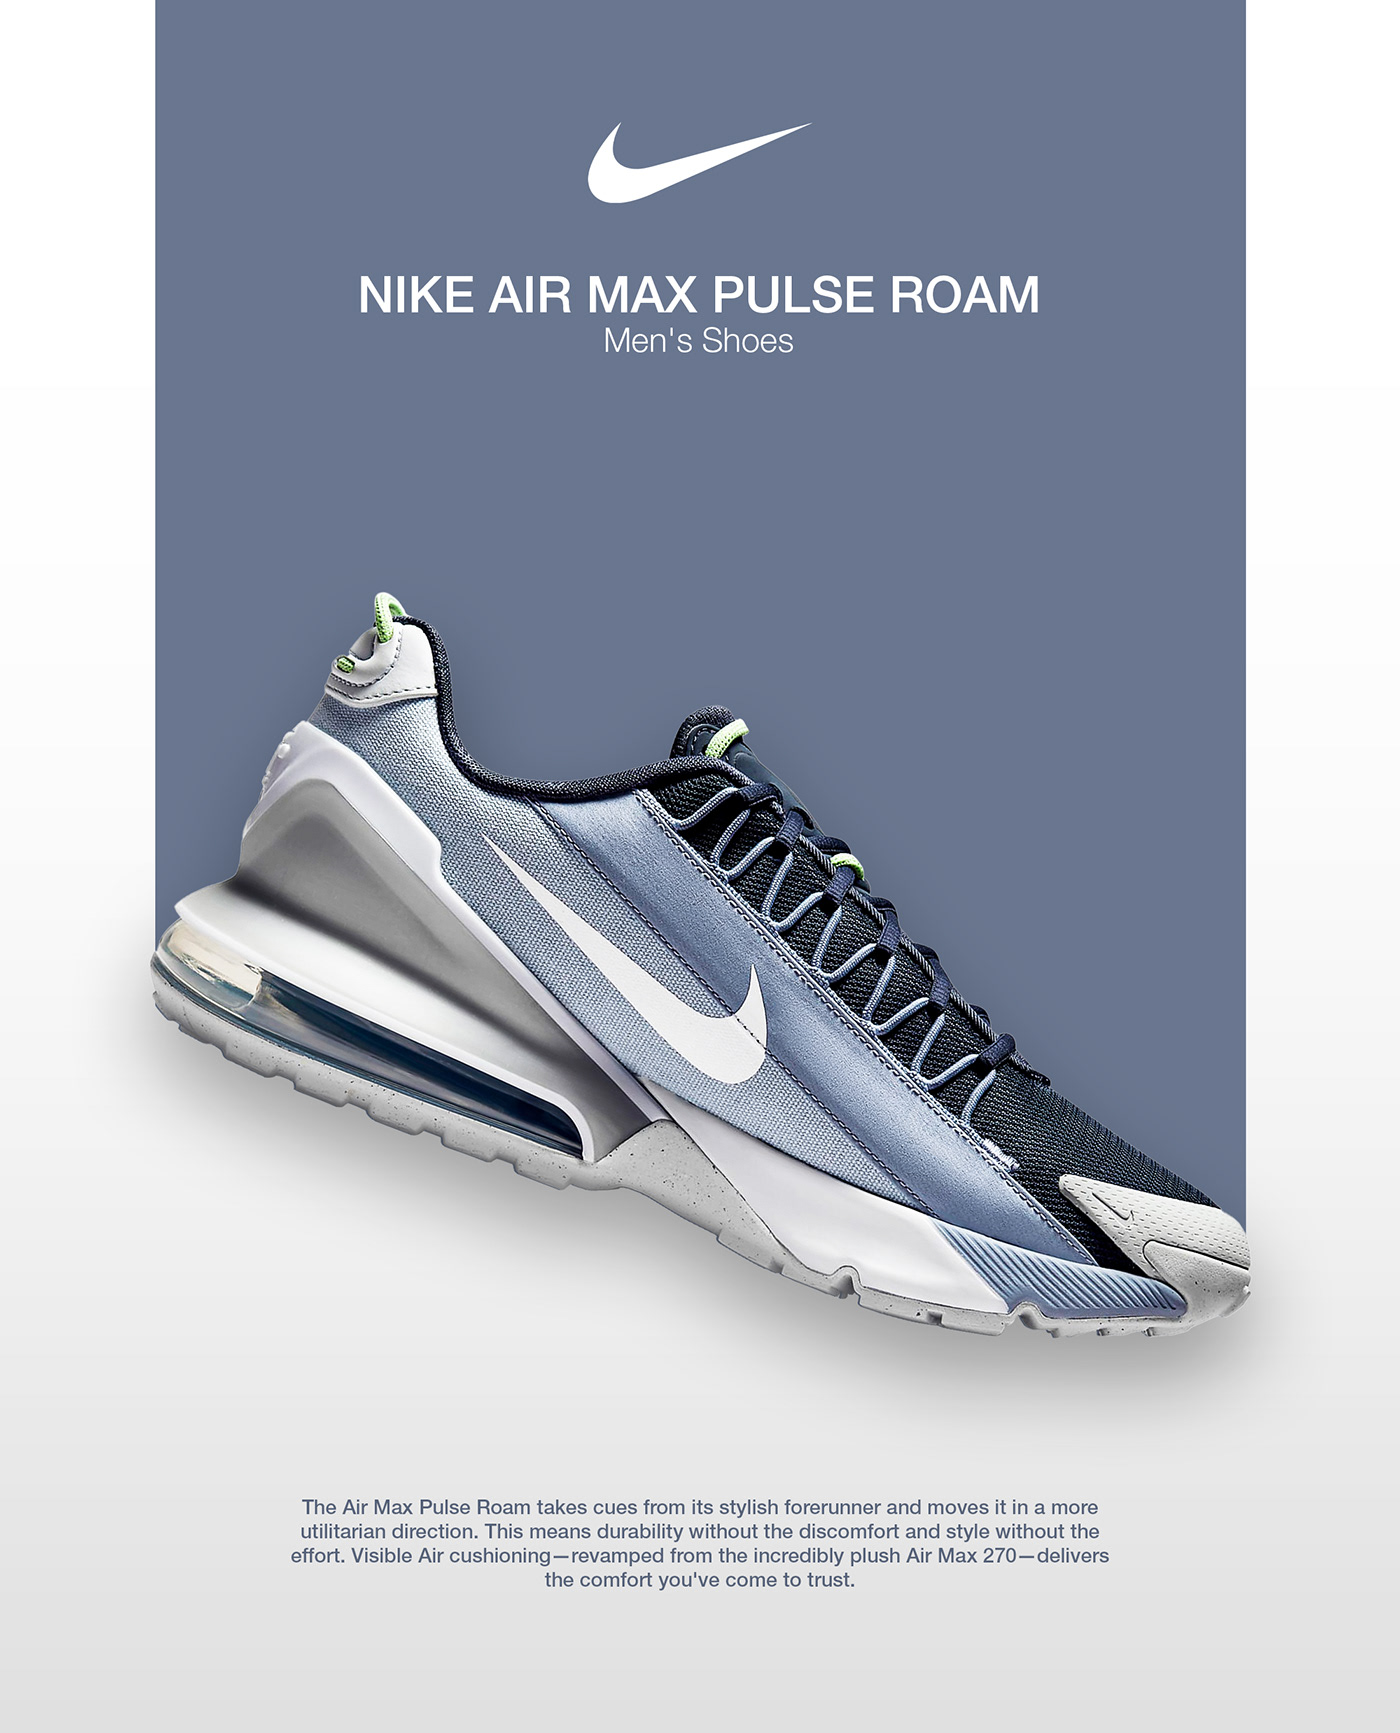 NIKE AIR MAX PULSE ROAM
Men's Shoes
The Air Max Pulse Roam takes cues from its stylish forerunner and moves it in a more
utilitarian direction. This means durability without the discomfort and style without the
effort. Visible Air cushioning—revamped from the incredibly plush Air Max 270—delivers
the comfort you've come to trust.